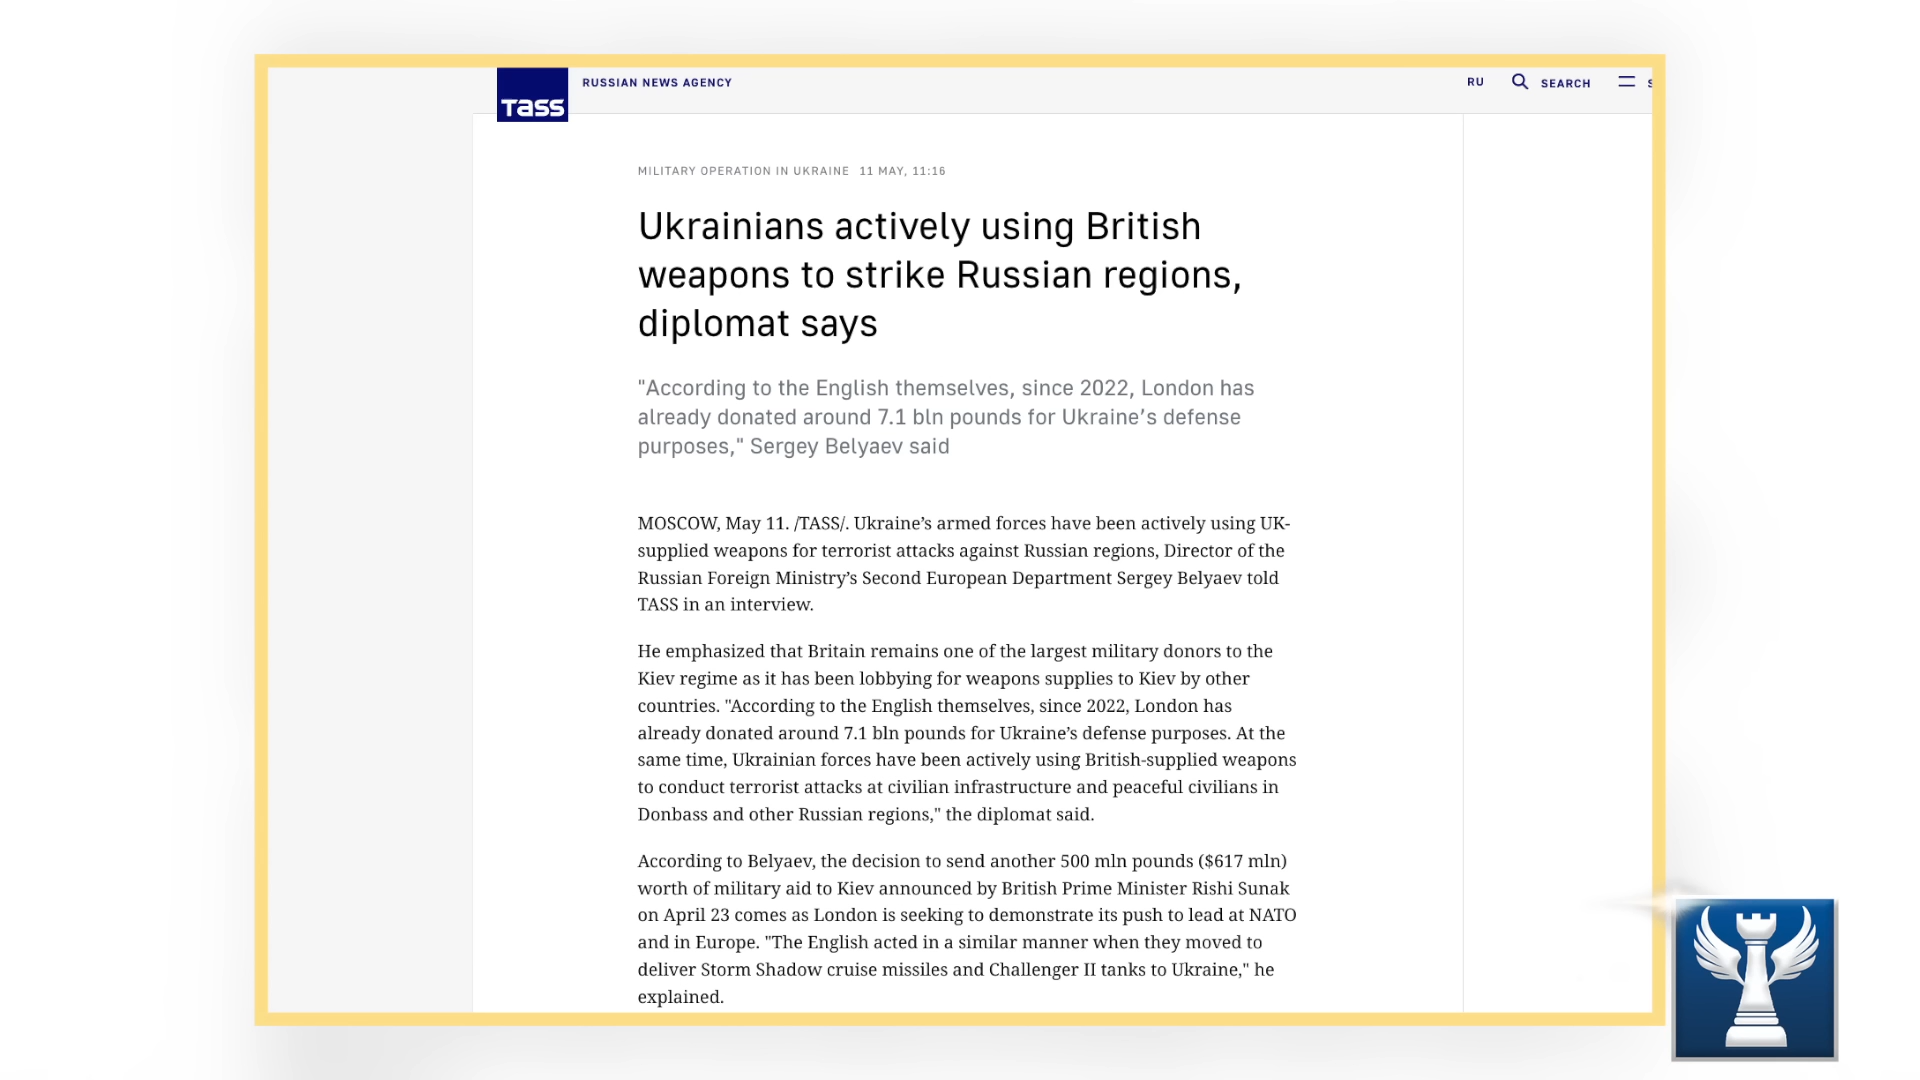 Tass
RUSSIAN NEWS AGENCY
RU
SEARCH
MILITARY OPERATION IN UKRAINE 11 MAY, 11:16
Ukrainians actively using British
weapons to strike Russian regions,
diplomat says
"According to the English themselves, since 2022, London has
already donated around 7.1 bln pounds for Ukraine’s defense
purposes," Sergey Belyaev said
MOSCOW, May 11. /TASS/. Ukraine’s armed forces have been actively using UK-
supplied weapons for terrorist attacks against Russian regions, Director of the
Russian Foreign Ministry’s Second European Department Sergey Belyaev told
TASS in an interview.
He emphasized that Britain remains one of the largest military donors to the
Kiev regime as it has been lobbying for weapons supplies to Kiev by other
countries. "According to the English themselves, since 2022, London has
already donated around 7.1 bln pounds for Ukraine’s defense purposes. At the
same time, Ukrainian forces have been actively using British-supplied weapons
to conduct terrorist attacks at civilian infrastructure and peaceful civilians in
Donbass and other Russian regions," the diplomat said.
According to Belyaev, the decision to send another 500 mln pounds ($617 mln)
worth of military aid to Kiev announced by British Prime Minister Rishi Sunak
on April 23 comes as London is seeking to demonstrate its push to lead at NATO
and in Europe. "The English acted in a similar manner when they moved to
deliver Storm Shadow cruise missiles and Challenger II tanks to Ukraine," he
explained.